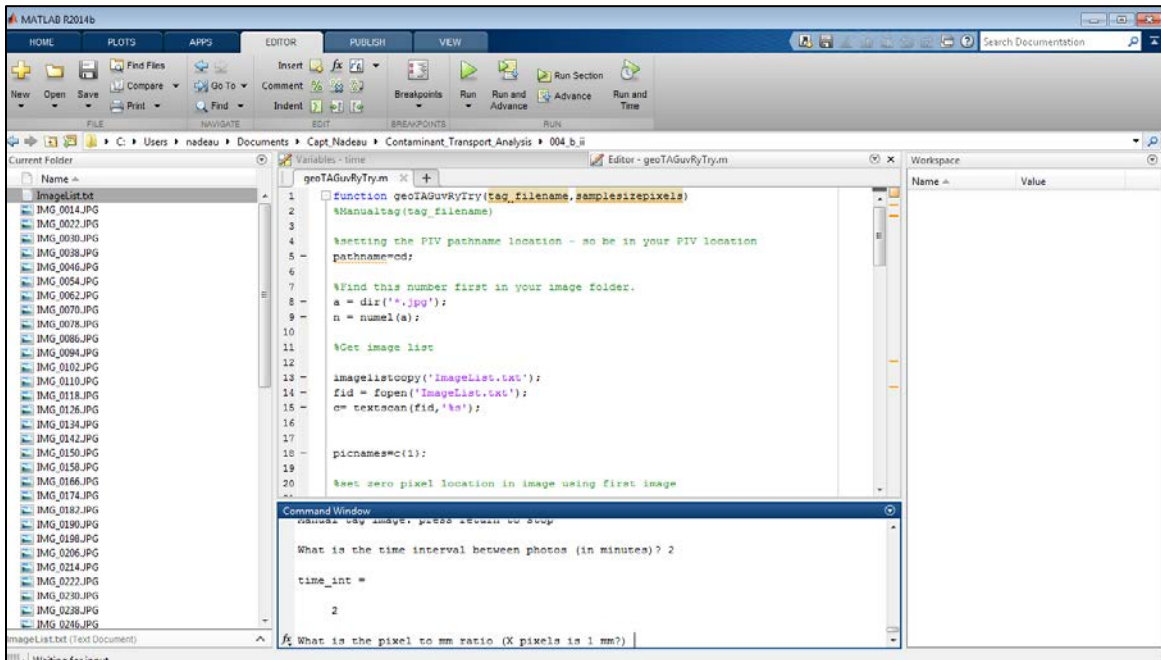 MATLAB R2014b
HOME PLOTS APPS EDITOR PUBLISH VIEW
Search Documentation
New Open Save
Find Files
Compare
Print
Go To
Find
Insert
Comment
Indent
Breakpoints
Run
Run and Advance
Run Section
Advance
Run and Time
FILE NAVIGATE EDIT BREAKPOINTS RUN
C: Users nadeau Documents Capt_Nadeau Contaminant_Transport_Analysis 004_b_ii
Current Folder
Name
ImageList.txt
IMG_0014.JPG
IMG_0022.JPG
IMG_0030.JPG
IMG_0038.JPG
IMG_0046.JPG
IMG_0054.JPG
IMG_0062.JPG
IMG_0070.JPG
IMG_0078.JPG
IMG_0086.JPG
IMG_0094.JPG
IMG_0102.JPG
IMG_0110.JPG
IMG_0118.JPG
IMG_0126.JPG
IMG_0134.JPG
IMG_0142.JPG
IMG_0150.JPG
IMG_0158.JPG
IMG_0166.JPG
IMG_0174.JPG
IMG_0182.JPG
IMG_0190.JPG
IMG_0198.JPG
IMG_0206.JPG
IMG_0214.JPG
IMG_0222.JPG
IMG_0230.JPG
IMG_0238.JPG
IMG_0246.JPG
ImageList.txt (Text Document)
Variables - time
Editor - geoTAGuvRyTry.m
geoTAGuvRyTry.m
1 function geoTAGuvRyTry(tag_filename,samplesizepixels)
2 %Manualtag(tag_filename)
3
4 %setting the PIV pathname location - so be in your PIV location
5 pathname=cd;
6
7 %Find this number first in your image folder.
8 a = dir('*.jpg');
9 n = numel(a);
10
11 %Get image list
12
13 imagelistcopy('ImageList.txt');
14 fid = fopen('ImageList.txt');
15 c= textscan(fid,'%s');
16
17
18 picnames=c{1};
19
20 %set zero pixel location in image using first image
Command Window
Manual tag image. press return to stop
What is the time interval between photos (in minutes)? 2
time_int =
2
fx What is the pixel to mm ratio (X pixels is 1 mm?)
Workspace
Name Value
Waiting for input